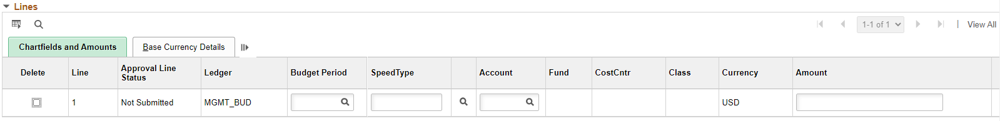 Lines
1-1 of 1
View All
Chartfields and Amounts
Base Currency Details
Delete
Line
Approval Line
Status
Ledger
Budget Period
SpeedType
Account
Fund
CostCntr
Class
Currency
Amount
1
Not Submitted
MGMT_BUD
USD